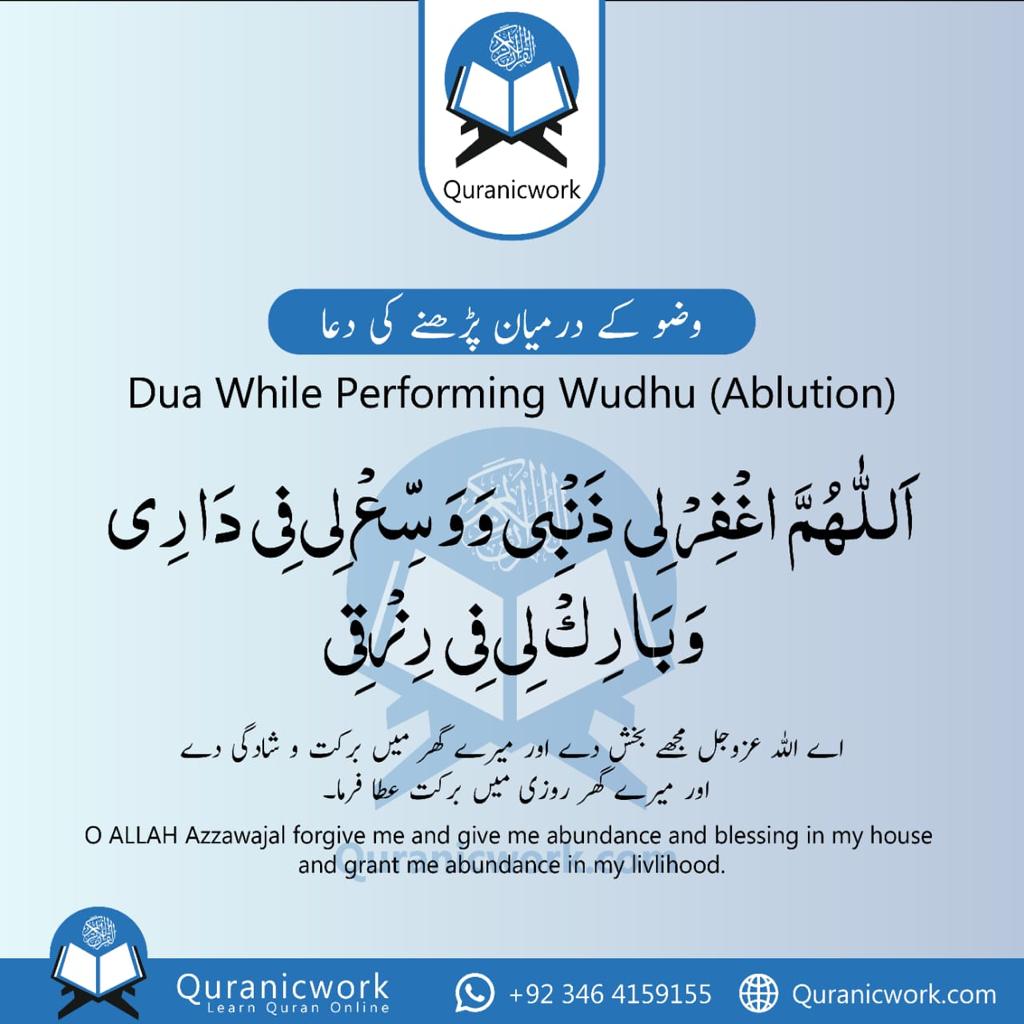 Quranicwork
وضو کے درمیان پڑھنے کی دعا
Dua While Performing Wudhu (Ablution)
اَللّٰهُمَّ اغْفِرْ لِی ذَنْۢبِی وَ وَسِّعْ لِی فِی دَارِی
وَبَارِكْ لِی فِی رِزْقِی
اے اللہ عزوجل مجھے بخش دے اور میرے گھر میں برکت و شادگی دے
اور میرے گھر روزی میں برکت عطا فرما۔
O ALLAH Azzawajal forgive me and give me abundance and blessing in my house
and grant me abundance in my livlihood.
Quranicwork.com
Quranicwork
Learn Quran Online
+92 346 4159155
Quranicwork.com